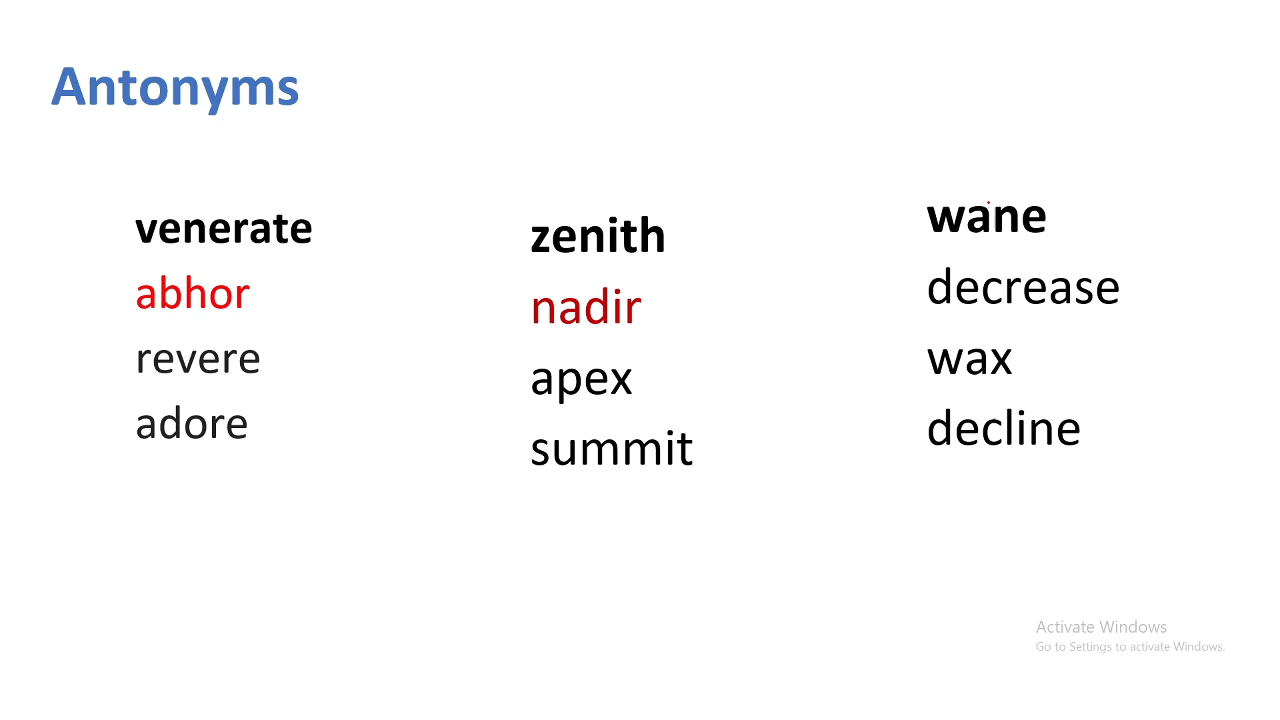 Antonyms
venerate
abhor
revere
adore
zenith
nadir
apex
summit
wane
decrease
wax
decline
Activate Windows
Go to Settings to activate Windows.